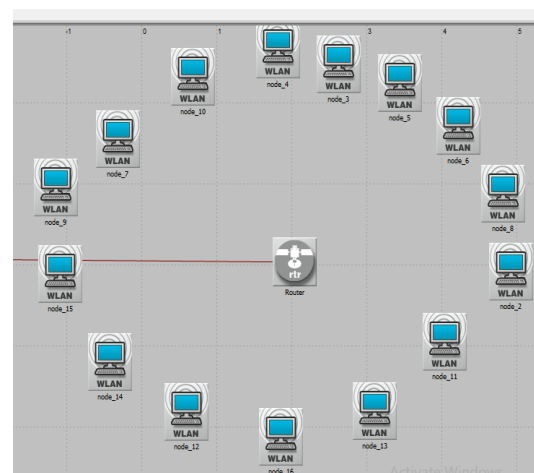 -1 0 1 2 3 4 5
WLAN
node_4
WLAN
node_3
WLAN
node_10
WLAN
node_5
WLAN
node_6
WLAN
node_7
WLAN
node_8
WLAN
node_9
WLAN
node_2
rtr
Router
WLAN
node_15
WLAN
node_11
WLAN
node_14
WLAN
node_13
WLAN
node_12
WLAN
node_16
Activate Windows